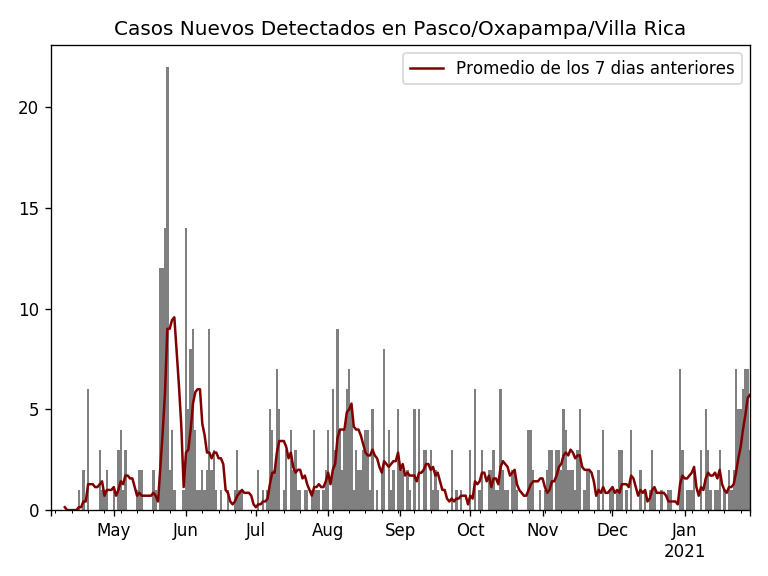 Casos Nuevos Detectados en Pasco/Oxapampa/Villa Rica
Promedio de los 7 dias anteriores
20
15
10
5
0
May Jun Jul Aug Sep Oct Nov Dec Jan
2021